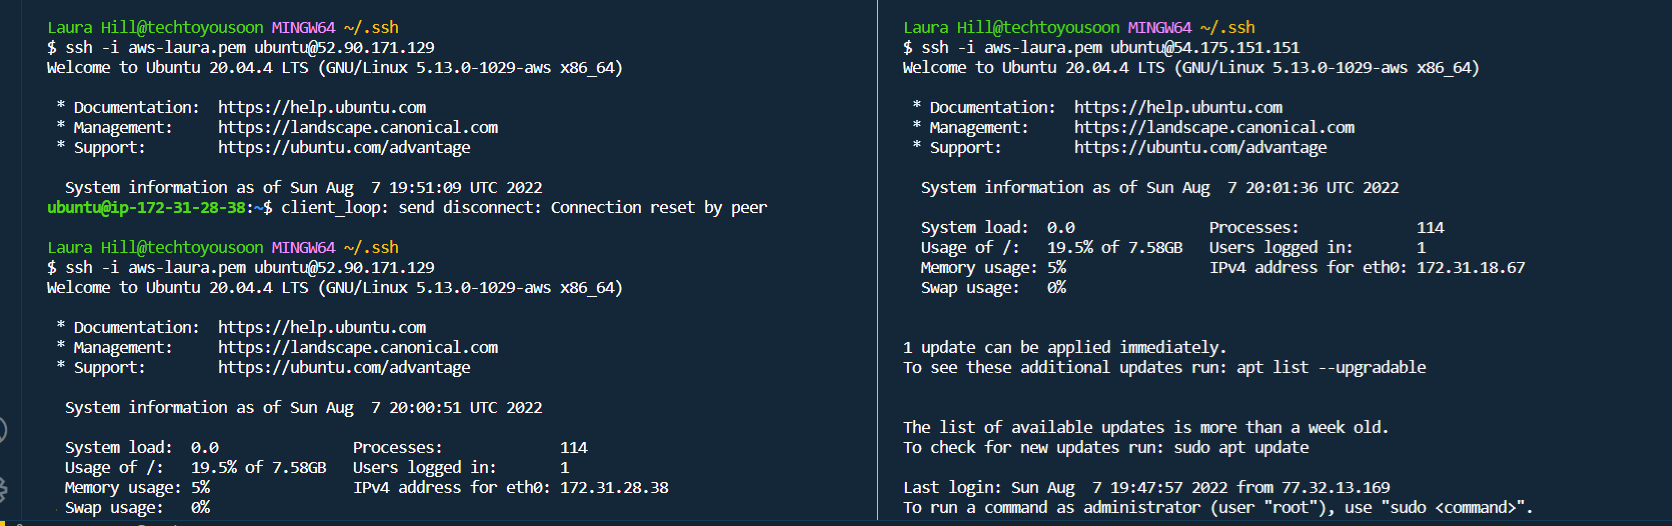 Laura Hill@techtoyousoon MINGW64 ~/.ssh
$ ssh -i aws-laura.pem ubuntu@52.90.171.129
Welcome to Ubuntu 20.04.4 LTS (GNU/Linux 5.13.0-1029-aws x86_64)
* Documentation:  https://help.ubuntu.com
* Management:     https://landscape.canonical.com
* Support:        https://ubuntu.com/advantage
System information as of Sun Aug  7 19:51:09 UTC 2022
ubuntu@ip-172-31-28-38:~$ client_loop: send disconnect: Connection reset by peer
Laura Hill@techtoyousoon MINGW64 ~/.ssh
$ ssh -i aws-laura.pem ubuntu@52.90.171.129
Welcome to Ubuntu 20.04.4 LTS (GNU/Linux 5.13.0-1029-aws x86_64)
* Documentation:  https://help.ubuntu.com
* Management:     https://landscape.canonical.com
* Support:        https://ubuntu.com/advantage
System information as of Sun Aug  7 20:00:51 UTC 2022
System load:  0.0               Processes:             114
Usage of /:   19.5% of 7.58GB   Users logged in:       1
Memory usage: 5%                IPv4 address for eth0: 172.31.28.38
Swap usage:   0%
Laura Hill@techtoyousoon MINGW64 ~/.ssh
$ ssh -i aws-laura.pem ubuntu@54.175.151.151
Welcome to Ubuntu 20.04.4 LTS (GNU/Linux 5.13.0-1029-aws x86_64)
* Documentation:  https://help.ubuntu.com
* Management:     https://landscape.canonical.com
* Support:        https://ubuntu.com/advantage
System information as of Sun Aug  7 20:01:36 UTC 2022
System load:  0.0               Processes:             114
Usage of /:   19.5% of 7.58GB   Users logged in:       1
Memory usage: 5%                IPv4 address for eth0: 172.31.18.67
Swap usage:   0%
1 update can be applied immediately.
To see these additional updates run: apt list --upgradable
The list of available updates is more than a week old.
To check for new updates run: sudo apt update
Last login: Sun Aug  7 19:47:57 2022 from 77.32.13.169
To run a command as administrator (user "root"), use "sudo <command>".